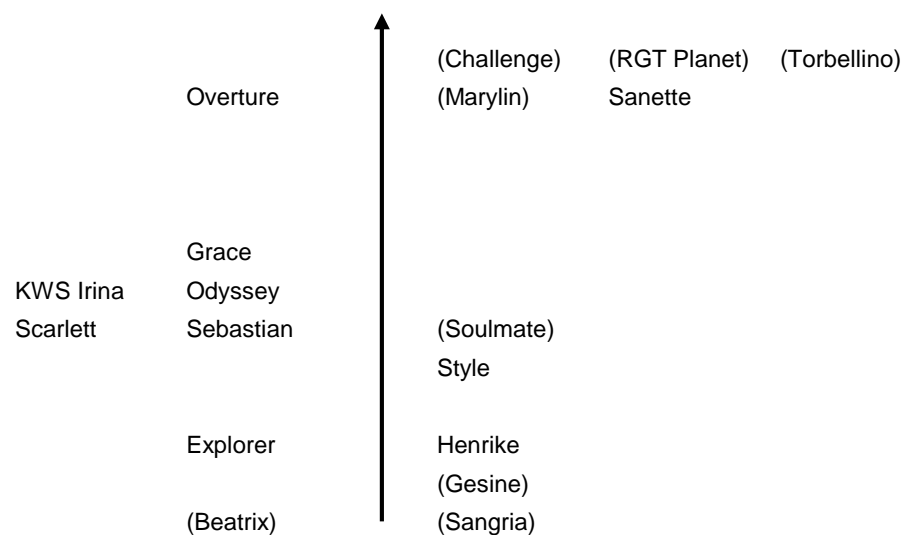 (Challenge) (RGT Planet) (Torbellino)
Overture (Marylin) Sanette
Grace
KWS Irina Odyssey
Scarlett Sebastian (Soulmate)
Style
Explorer Henrike
(Gesine)
(Beatrix) (Sangria)